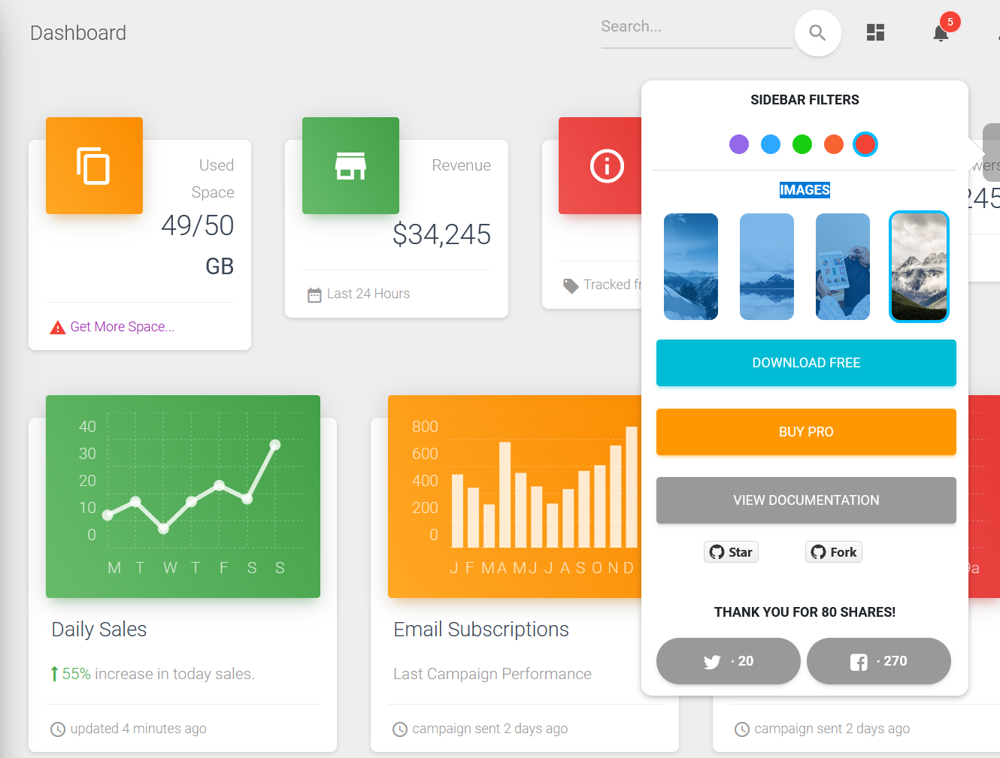 Dashboard
Search...
5
SIDEBAR FILTERS
IMAGES
DOWNLOAD FREE
BUY PRO
VIEW DOCUMENTATION
Star
Fork
THANK YOU FOR 80 SHARES!
· 20
· 270
Used
Space
49/50
GB
Get More Space...
Revenue
$34,245
Last 24 Hours
Tracked
245
40
30
20
10
0
M T W T F S S
Daily Sales
55% increase in today sales.
updated 4 minutes ago
800
600
400
200
0
J F M A M J J A S O N D
Email Subscriptions
Last Campaign Performance
campaign sent 2 days ago
campaign sent 2 days ago